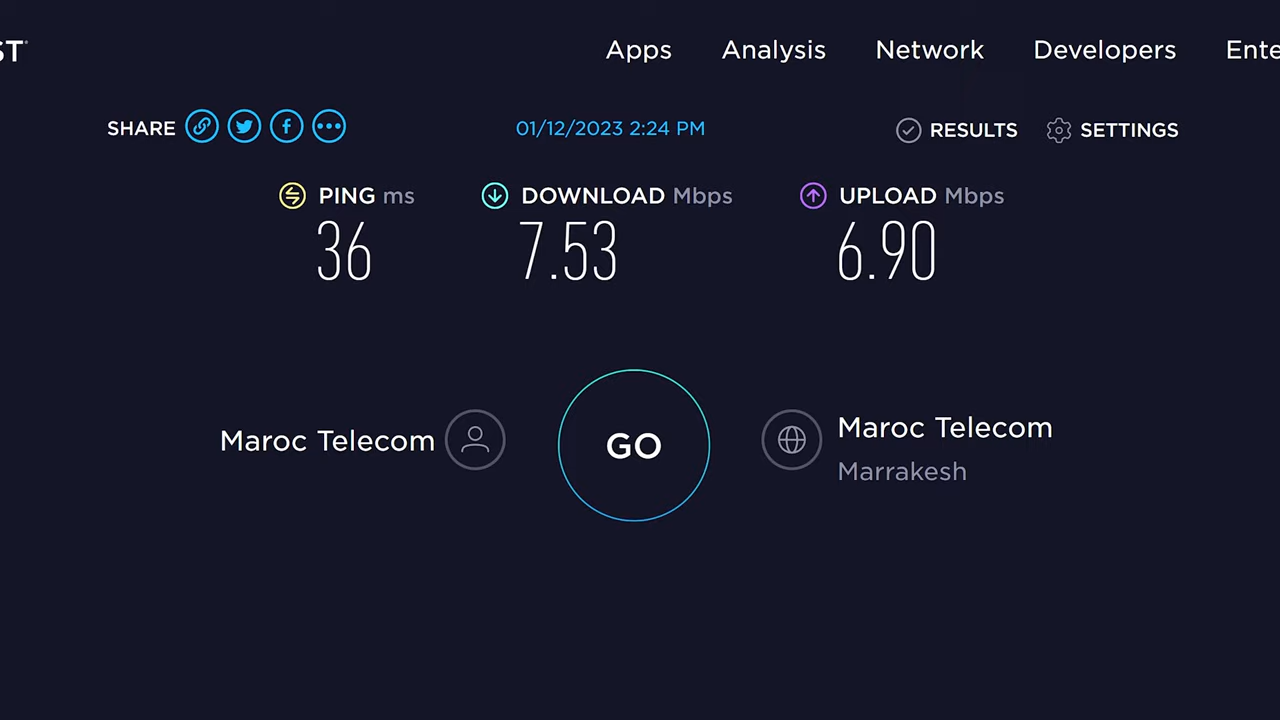 ST
Apps Analysis Network Developers Ente
SHARE 01/12/2023 2:24 PM RESULTS SETTINGS
PING ms DOWNLOAD Mbps UPLOAD Mbps
36 7.53 6.90
Maroc Telecom GO Maroc Telecom
Marrakesh